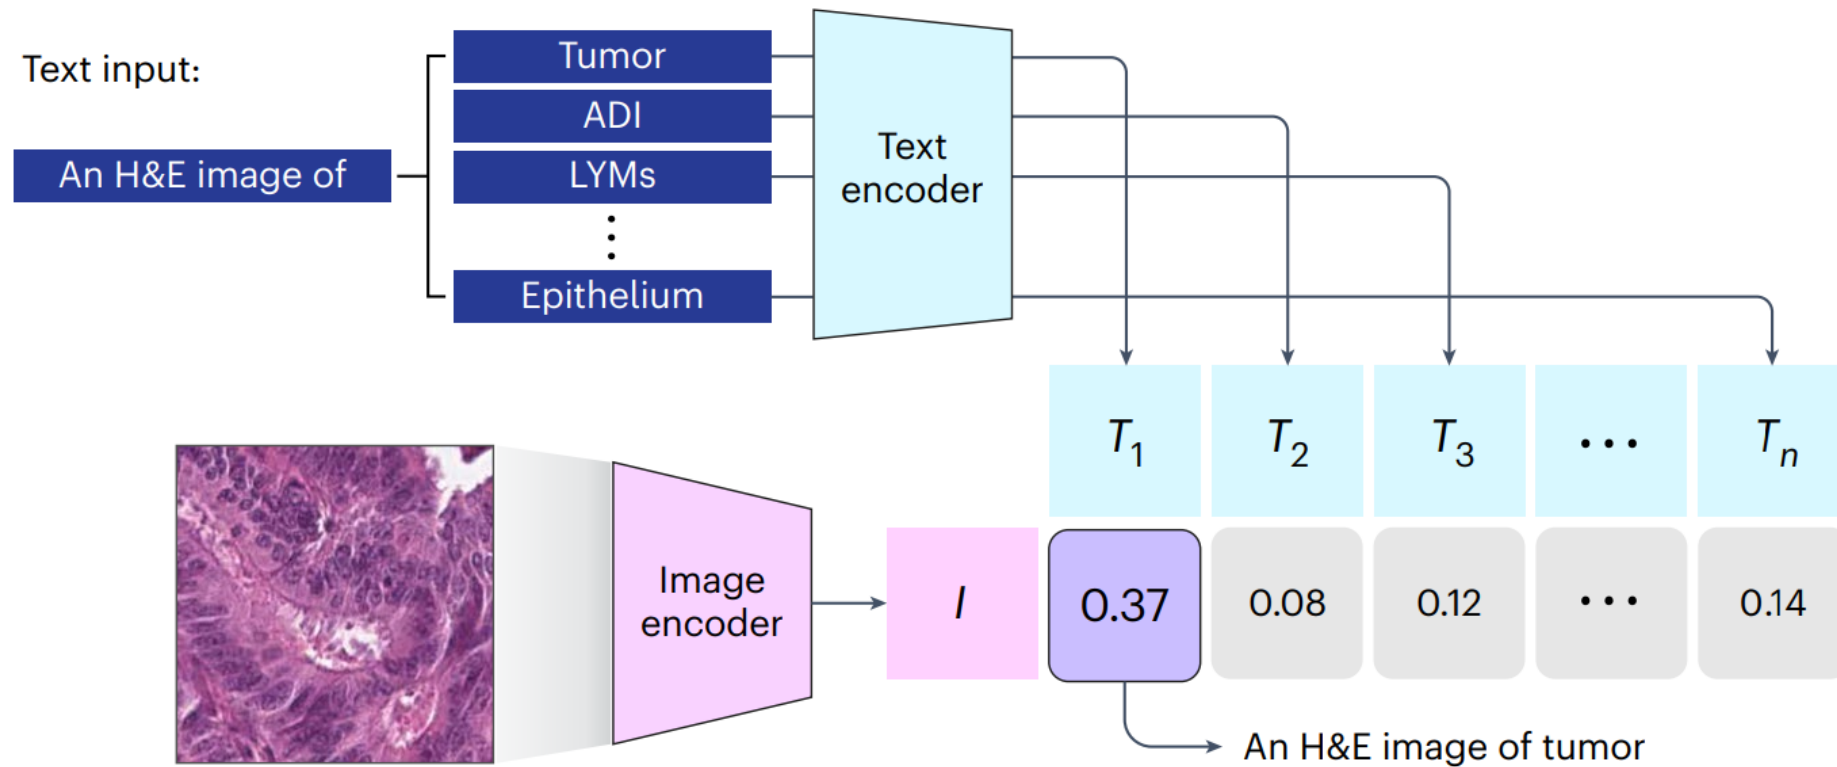 Text input:
An H&E image of
Tumor
ADI
LYMs
Epithelium
Text
encoder
T1
T2
T3
...
Tn
Image
encoder
I
0.37
0.08
0.12
...
0.14
An H&E image of tumor